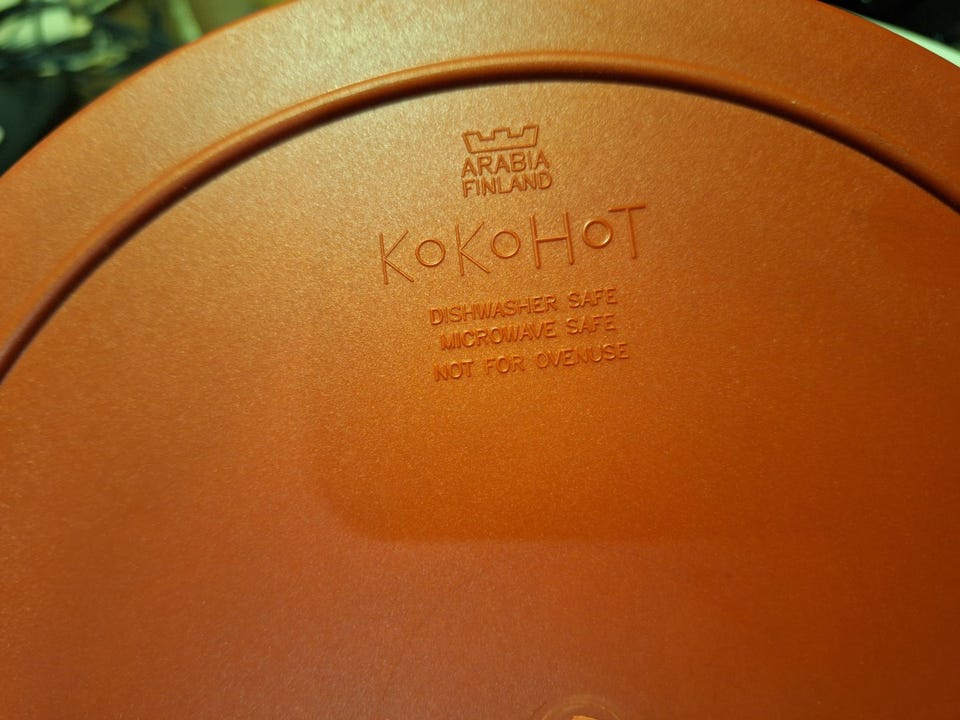 ARABIA
FINLAND
KoKoHoT
DISHWASHER SAFE
MICROWAVE SAFE
NOT FOR OVENUSE